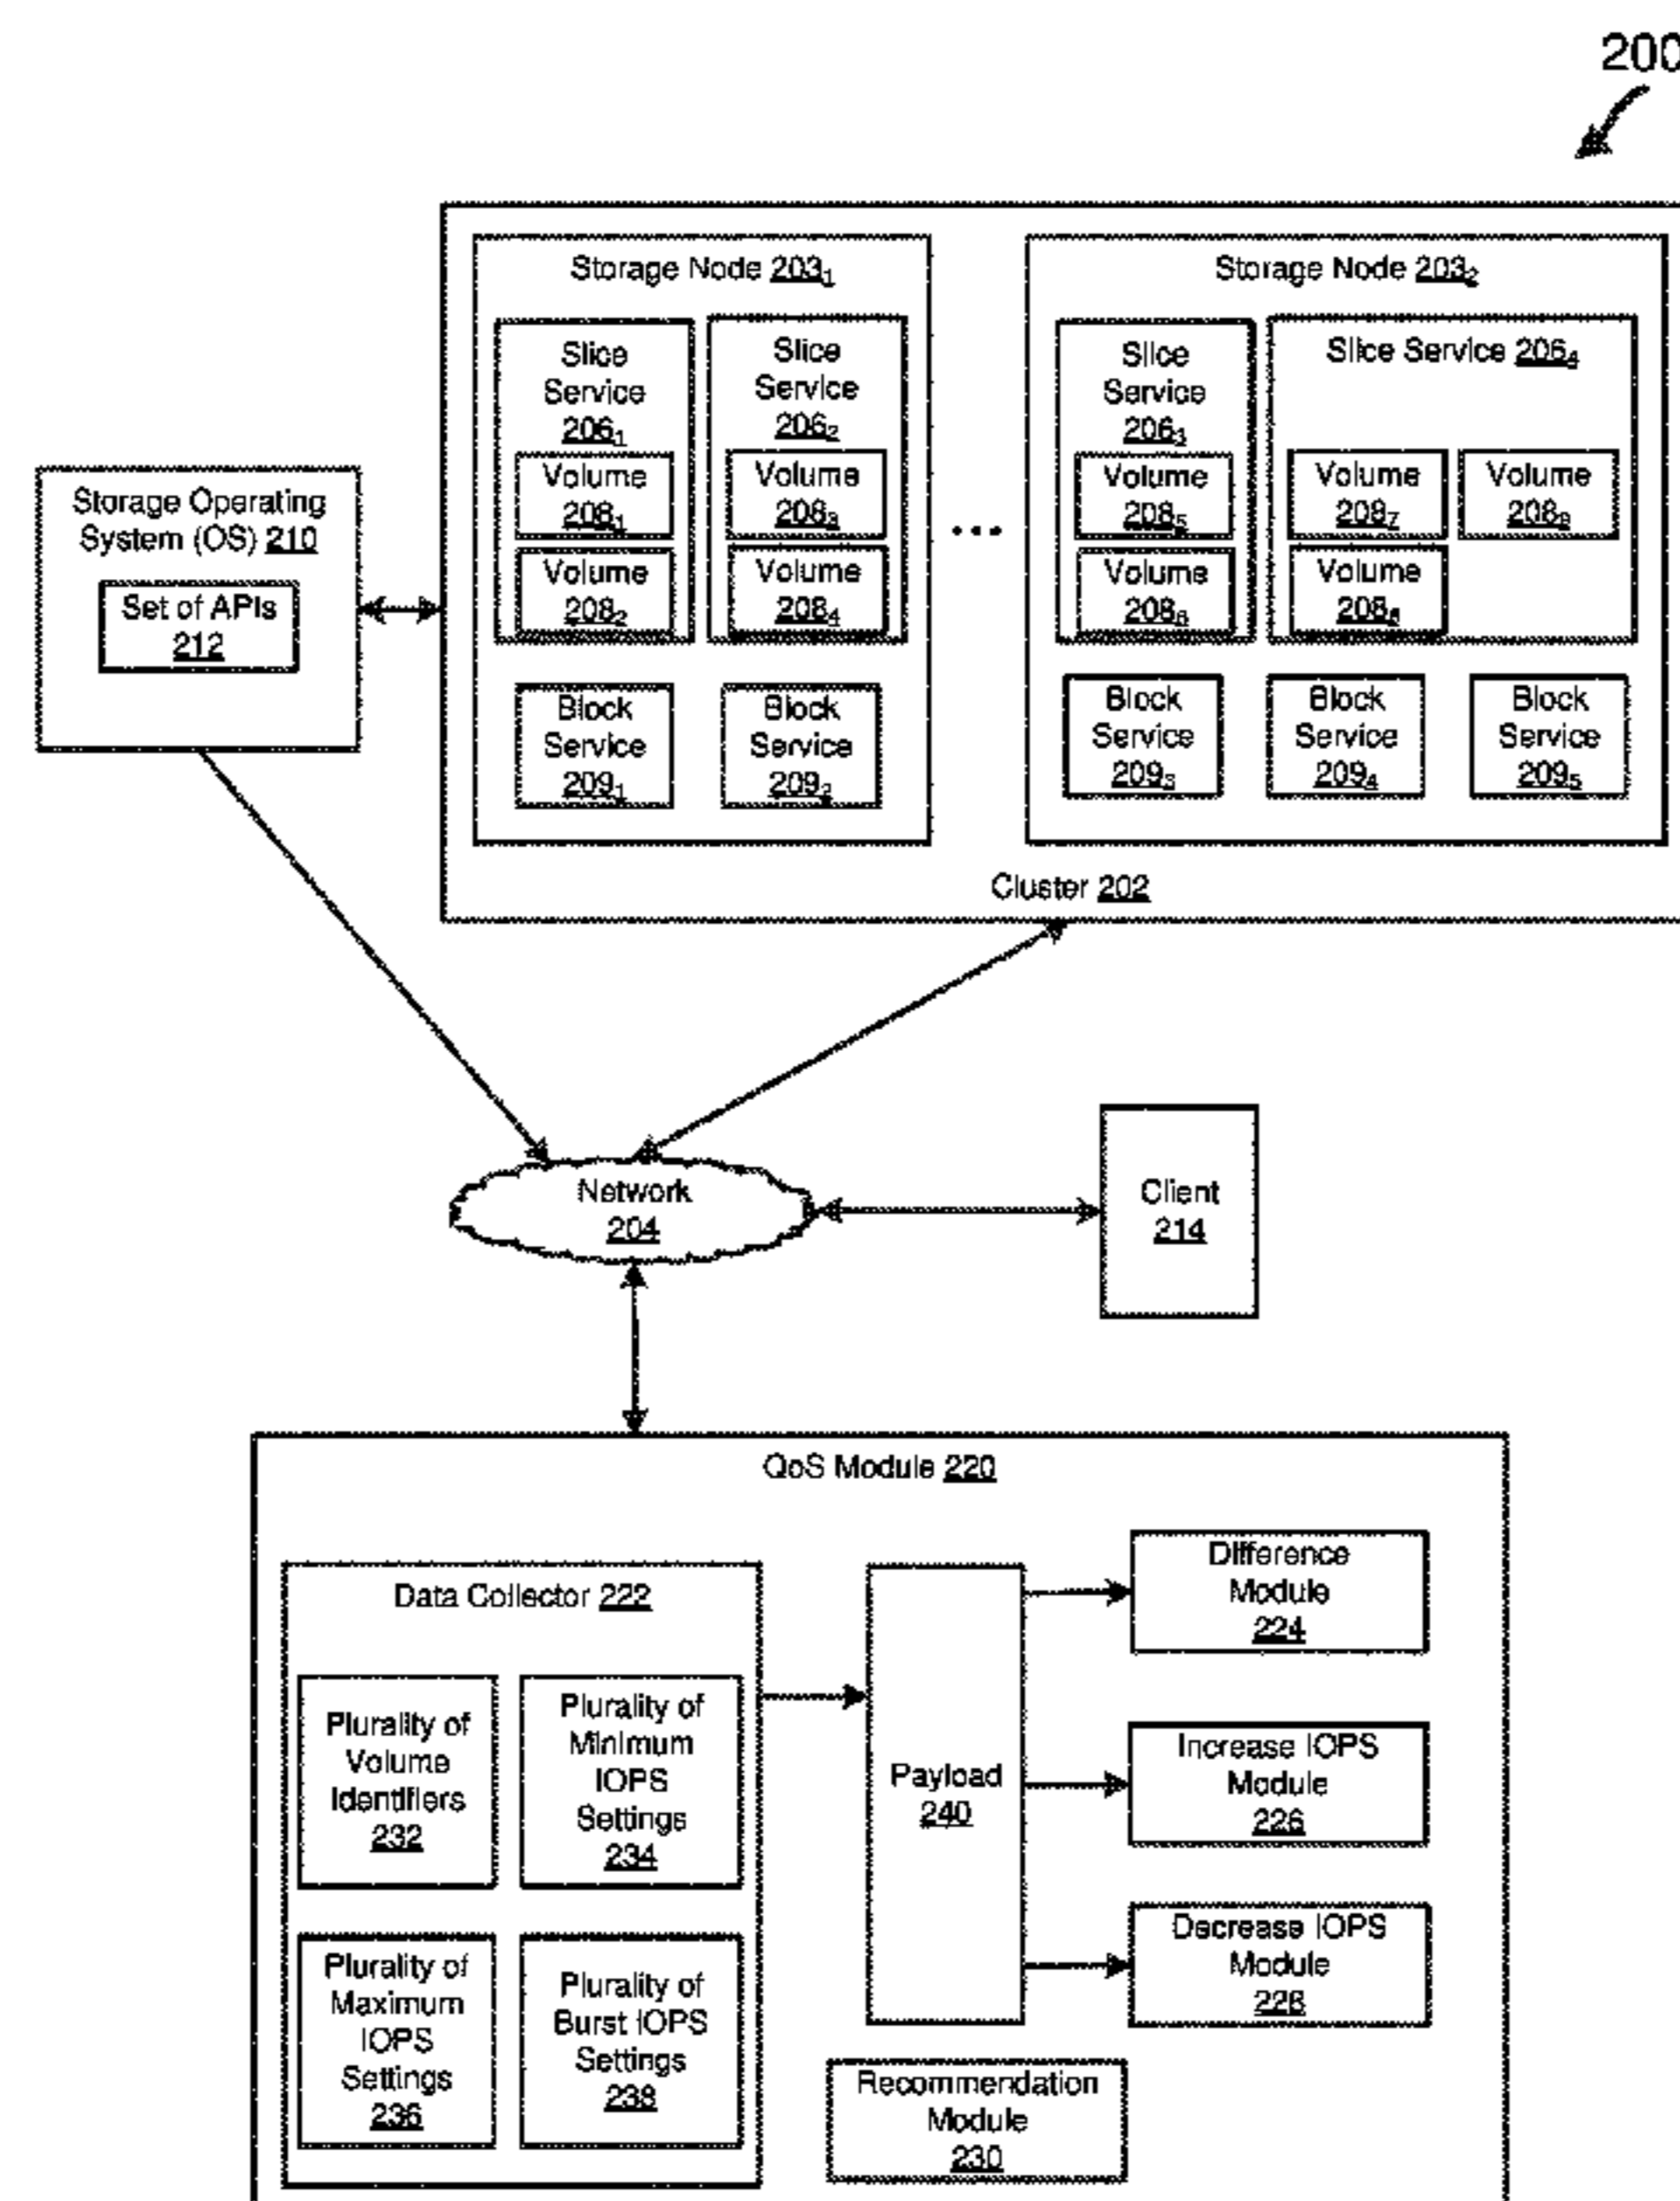 200
Storage Node 203₁
Storage Node 203₂
Slice
Service
206₁
Slice
Service
206₂
Slice
Service
206₃
Slice Service 206₄
Volume
208₁
Volume
208₃
Volume
208₅
Volume
208₇
Volume
Volume
208₂
Volume
208₄
Volume
208₆
Volume
Storage Operating
System (OS) 210
Set of APIs
212
...
Block
Service
209₁
Block
Service
209₂
Block
Service
209₃
Block
Service
209₄
Block
Service
209₅
Cluster 202
Network
204
Client
214
QoS Module 220
Data Collector 222
Plurality of
Volume
Identifiers
232
Plurality of
Minimum
IOPS
Settings
234
Plurality of
Maximum
IOPS
Settings
236
Plurality of
Burst IOPS
Settings
238
Payload
240
Difference
Module
224
Increase IOPS
Module
226
Decrease IOPS
Module
Recommendation
Module
230